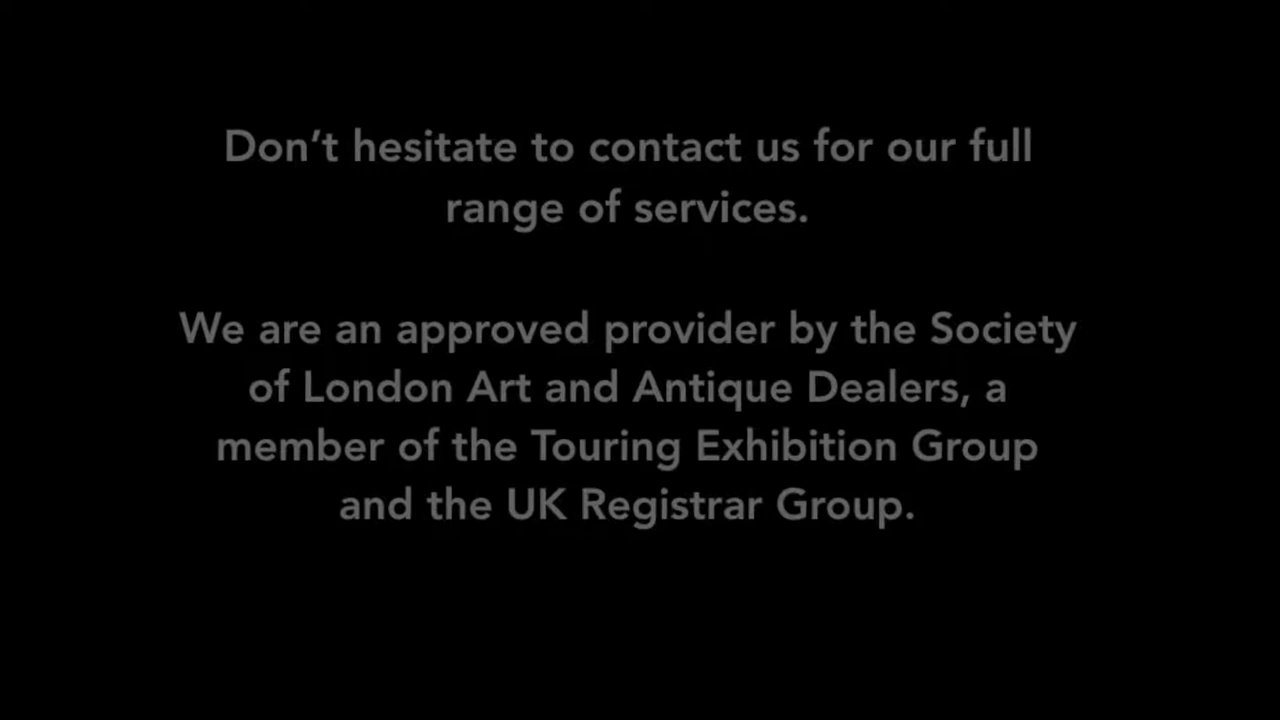 Don’t hesitate to contact us for our full
range of services.
We are an approved provider by the Society
of London Art and Antique Dealers, a
member of the Touring Exhibition Group
and the UK Registrar Group.